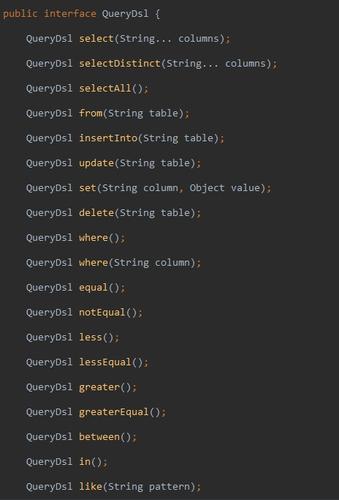 public interface QueryDsl {
QueryDsl select(String... columns);
QueryDsl selectDistinct(String... columns);
QueryDsl selectAll();
QueryDsl from(String table);
QueryDsl insertInto(String table);
QueryDsl update(String table);
QueryDsl set(String column, Object value);
QueryDsl delete(String table);
QueryDsl where();
QueryDsl where(String column);
QueryDsl equal();
QueryDsl notEqual();
QueryDsl less();
QueryDsl lessEqual();
QueryDsl greater();
QueryDsl greaterEqual();
QueryDsl between();
QueryDsl in();
QueryDsl like(String pattern);